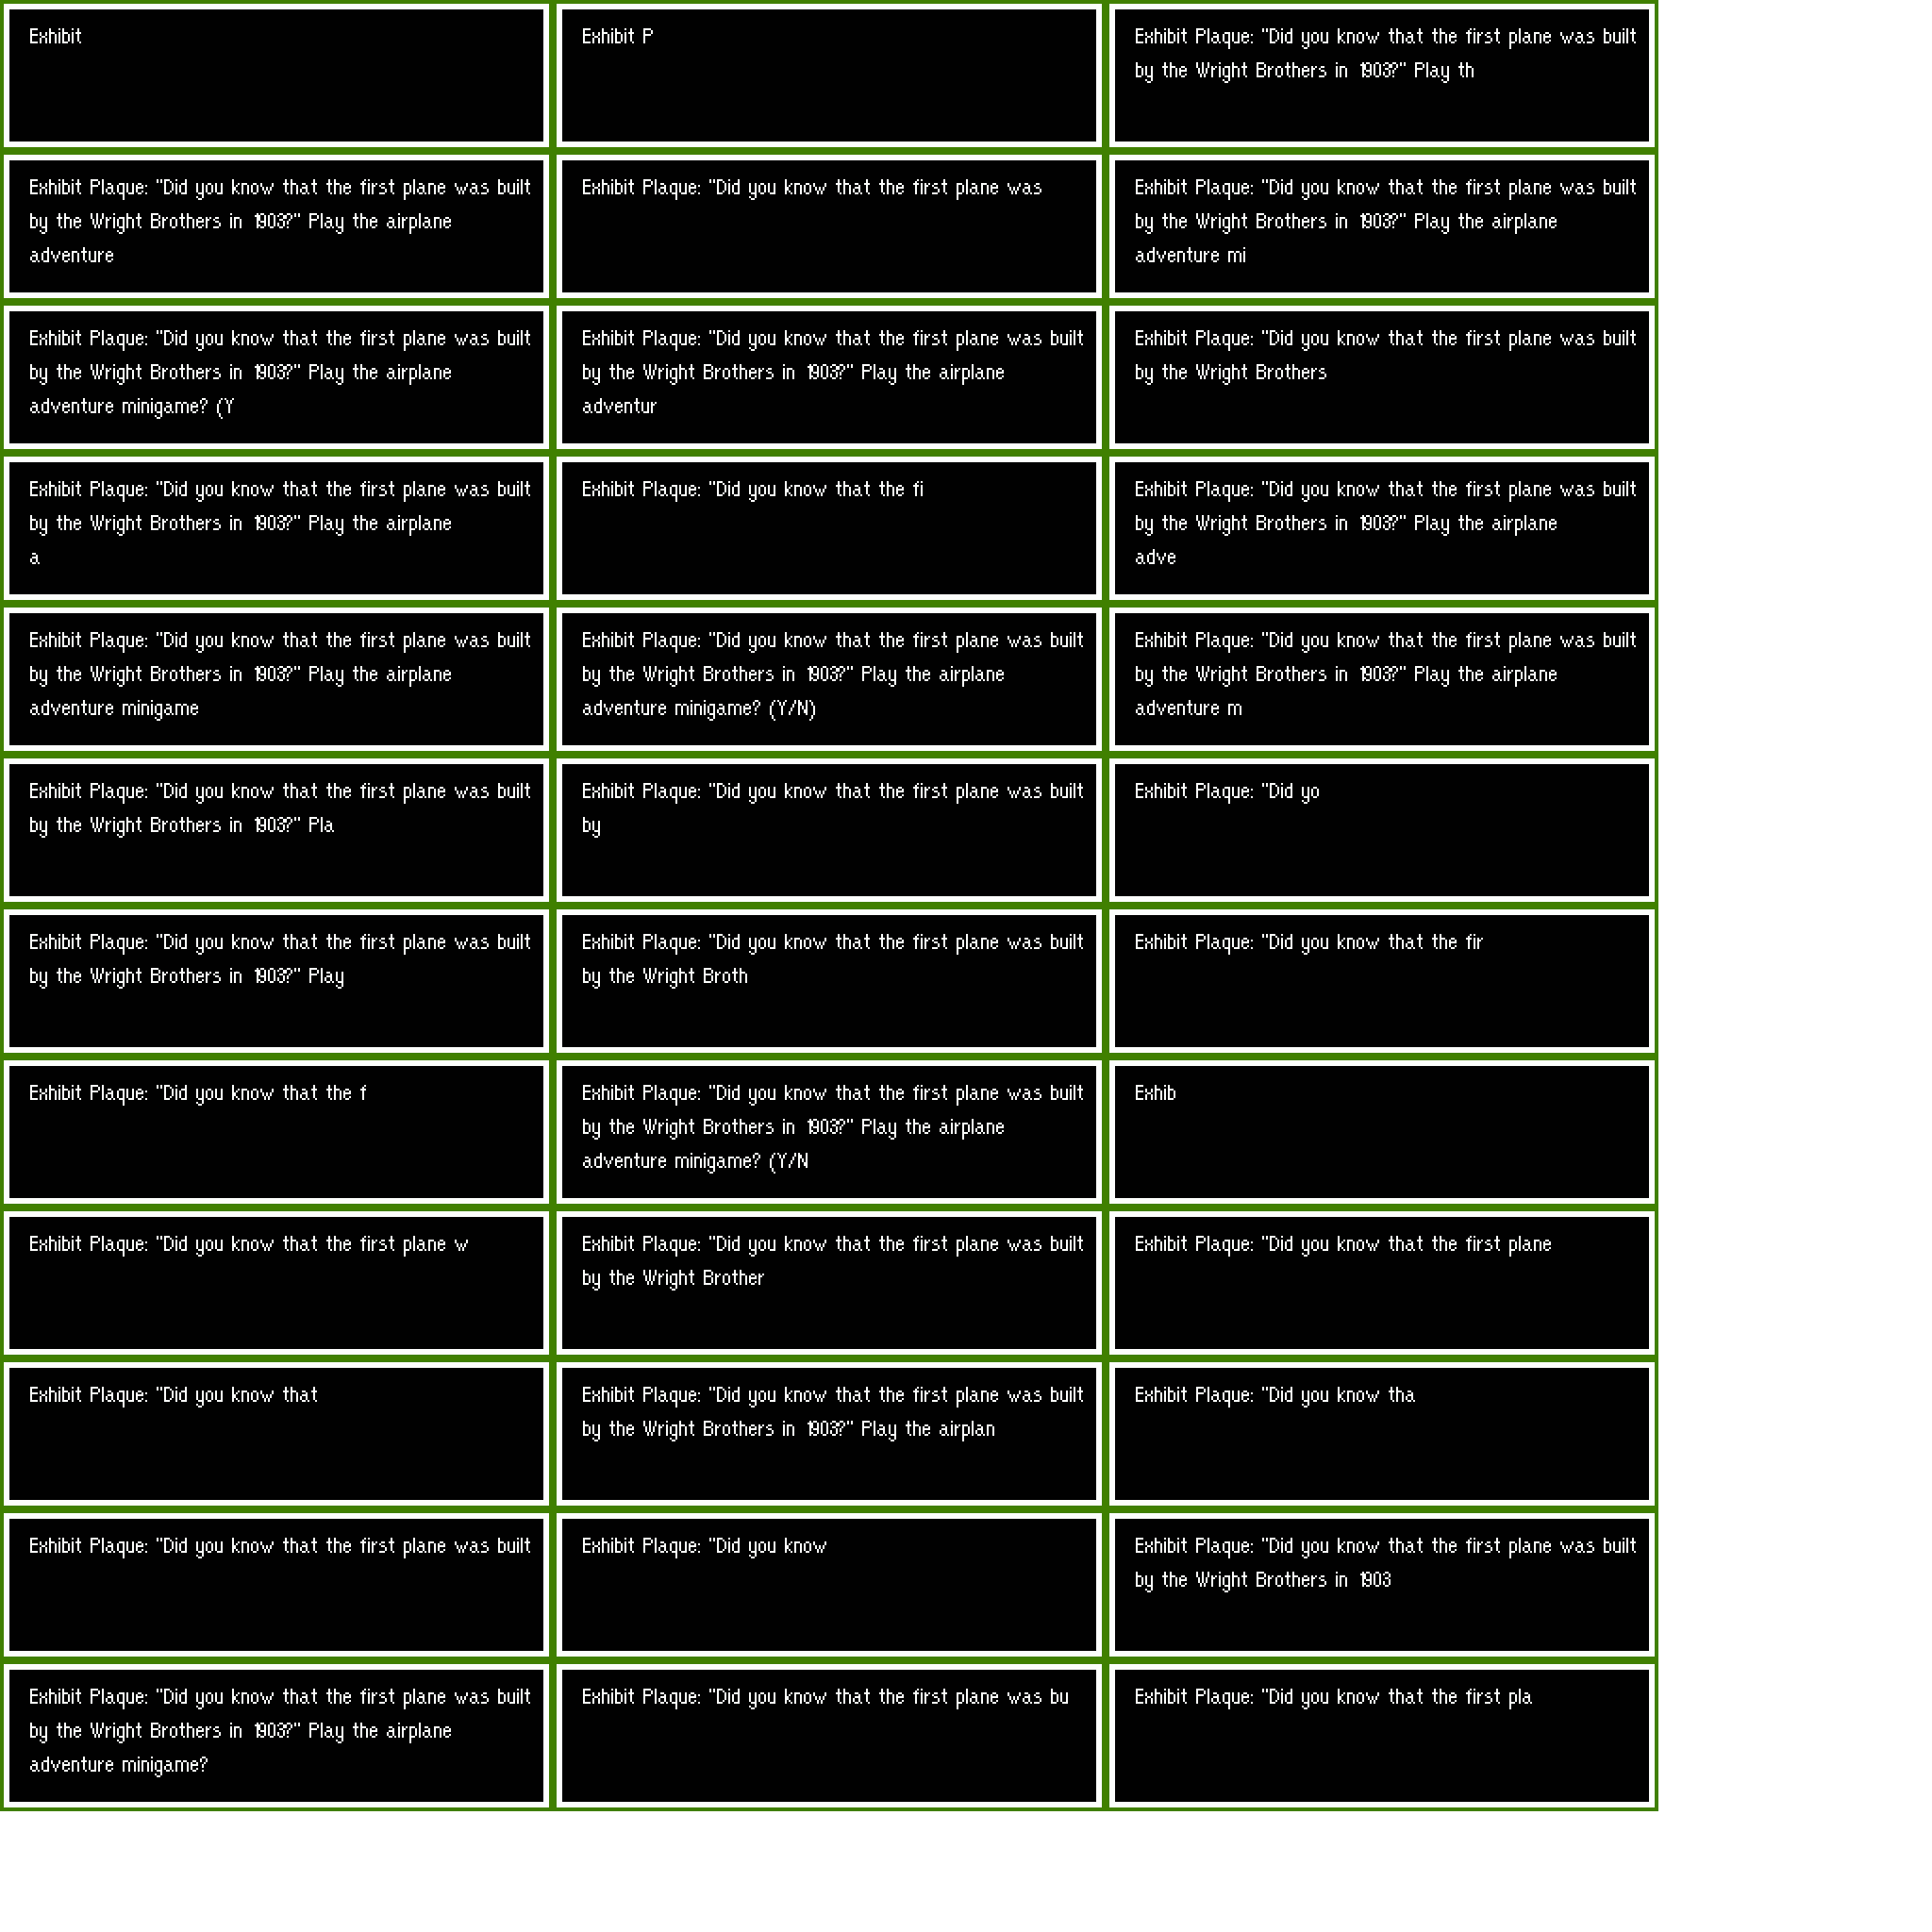 Exhibit
Exhibit P
Exhibit Plaque: "Did you know that the first plane was built
by the Wright Brothers in 1903?" Play th
Exhibit Plaque: "Did you know that the first plane was built
by the Wright Brothers in 1903?" Play the airplane
adventure
Exhibit Plaque: "Did you know that the first plane was
Exhibit Plaque: "Did you know that the first plane was built
by the Wright Brothers in 1903?" Play the airplane
adventure mi
Exhibit Plaque: "Did you know that the first plane was built
by the Wright Brothers in 1903?" Play the airplane
adventure minigame? (Y
Exhibit Plaque: "Did you know that the first plane was built
by the Wright Brothers in 1903?" Play the airplane
adventur
Exhibit Plaque: "Did you know that the first plane was built
by the Wright Brothers
Exhibit Plaque: "Did you know that the first plane was built
by the Wright Brothers in 1903?" Play the airplane
a
Exhibit Plaque: "Did you know that the fi
Exhibit Plaque: "Did you know that the first plane was built
by the Wright Brothers in 1903?" Play the airplane
adve
Exhibit Plaque: "Did you know that the first plane was built
by the Wright Brothers in 1903?" Play the airplane
adventure minigame
Exhibit Plaque: "Did you know that the first plane was built
by the Wright Brothers in 1903?" Play the airplane
adventure minigame? (Y/N)
Exhibit Plaque: "Did you know that the first plane was built
by the Wright Brothers in 1903?" Play the airplane
adventure m
Exhibit Plaque: "Did you know that the first plane was built
by the Wright Brothers in 1903?" Pla
Exhibit Plaque: "Did you know that the first plane was built
by
Exhibit Plaque: "Did yo
Exhibit Plaque: "Did you know that the first plane was built
by the Wright Brothers in 1903?" Play
Exhibit Plaque: "Did you know that the first plane was built
by the Wright Broth
Exhibit Plaque: "Did you know that the fir
Exhibit Plaque: "Did you know that the f
Exhibit Plaque: "Did you know that the first plane was built
by the Wright Brothers in 1903?" Play the airplane
adventure minigame? (Y/N
Exhib
Exhibit Plaque: "Did you know that the first plane w
Exhibit Plaque: "Did you know that the first plane was built
by the Wright Brother
Exhibit Plaque: "Did you know that the first plane
Exhibit Plaque: "Did you know that
Exhibit Plaque: "Did you know that the first plane was built
by the Wright Brothers in 1903?" Play the airplan
Exhibit Plaque: "Did you know tha
Exhibit Plaque: "Did you know that the first plane was built
Exhibit Plaque: "Did you know
Exhibit Plaque: "Did you know that the first plane was built
by the Wright Brothers in 1903
Exhibit Plaque: "Did you know that the first plane was built
by the Wright Brothers in 1903?" Play the airplane
adventure minigame?
Exhibit Plaque: "Did you know that the first plane was bu
Exhibit Plaque: "Did you know that the first pla